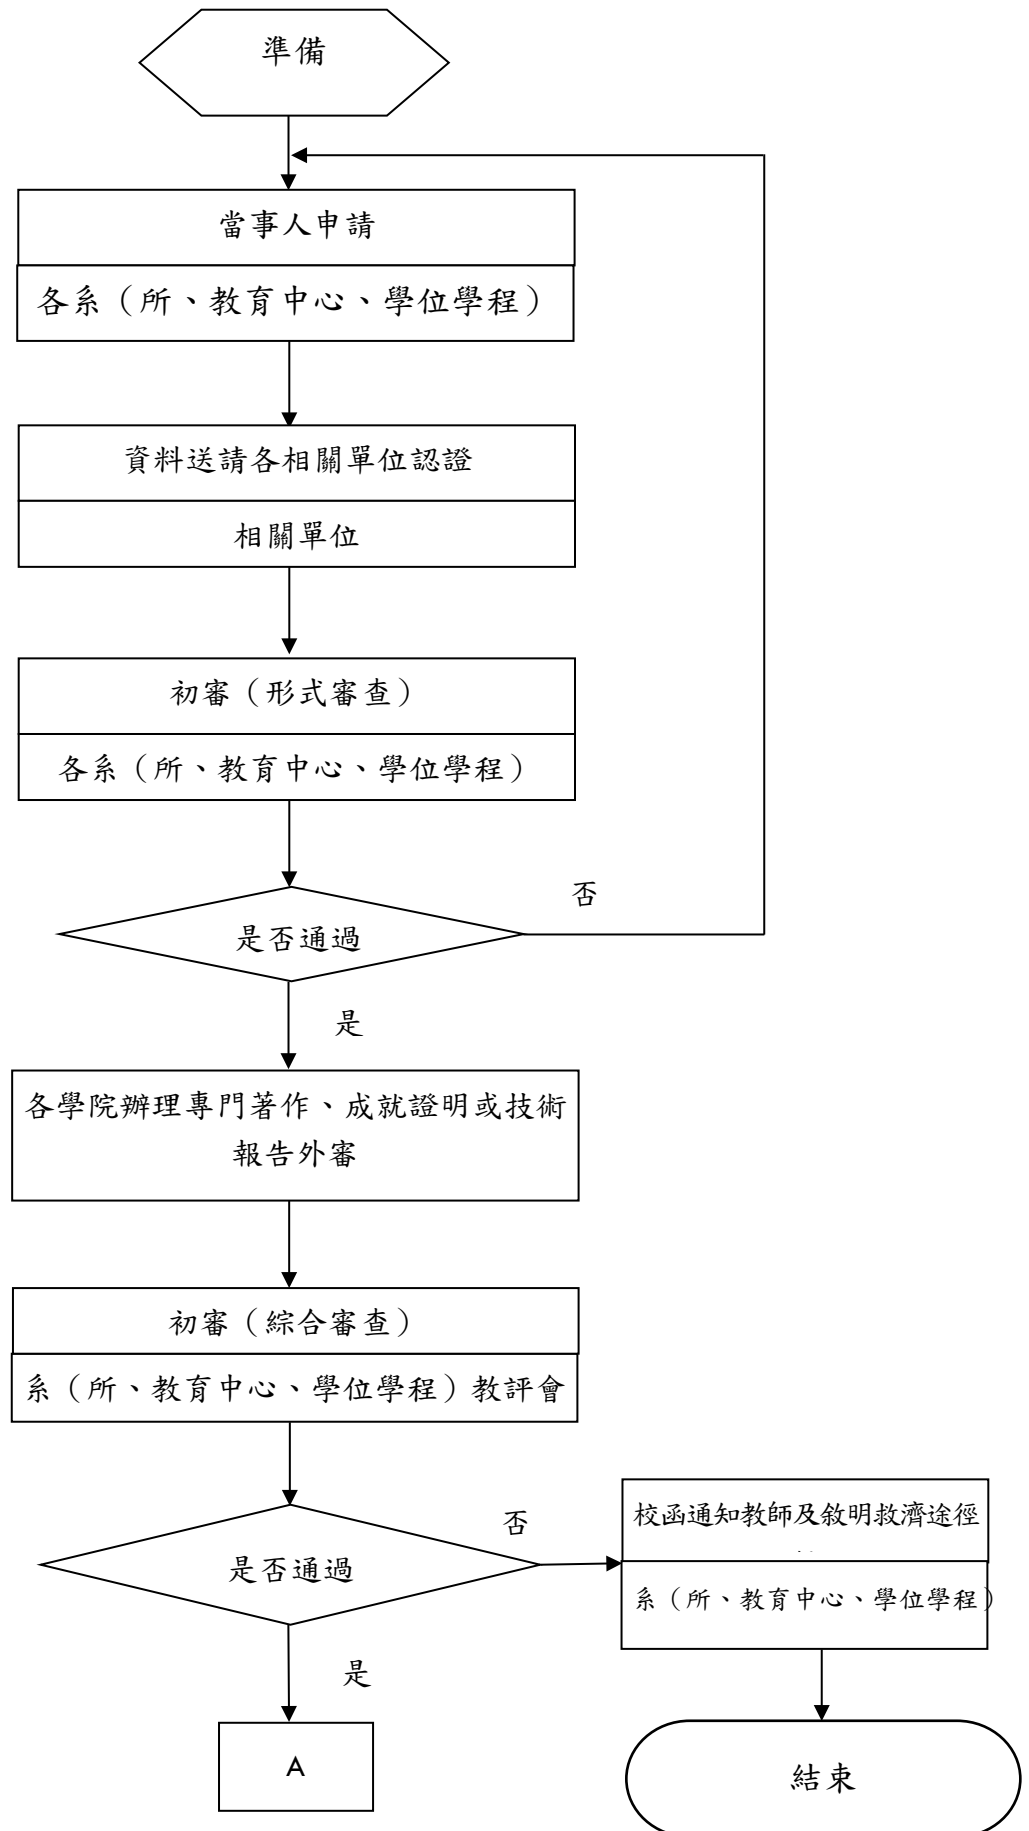 準備
當事人申請
各系（所、教育中心、學位學程）
資料送請各相關單位認證
相關單位
初審（形式審查）
各系（所、教育中心、學位學程）
否
是否通過
是
各學院辦理專門著作、成就證明或技術
報告外審
初審（綜合審查）
系（所、教育中心、學位學程）教評會
否
校函通知教師及敘明救濟途徑
是否通過
系（所、教育中心、學位學程）
是
A
結束